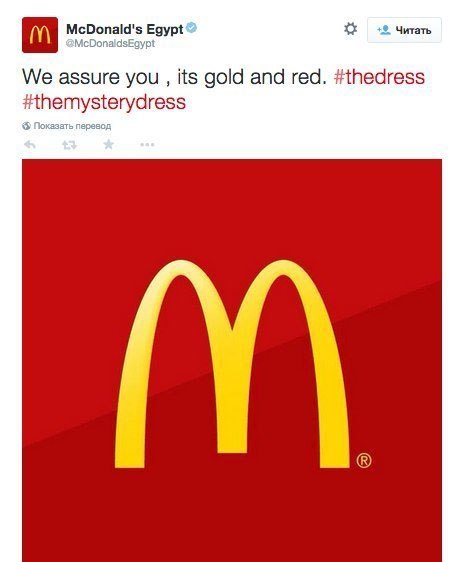 McDonald's Egypt
@McDonaldsEgypt
Читать
We assure you , its gold and red. #thedress
#themysterydress
Показать перевод
M
®